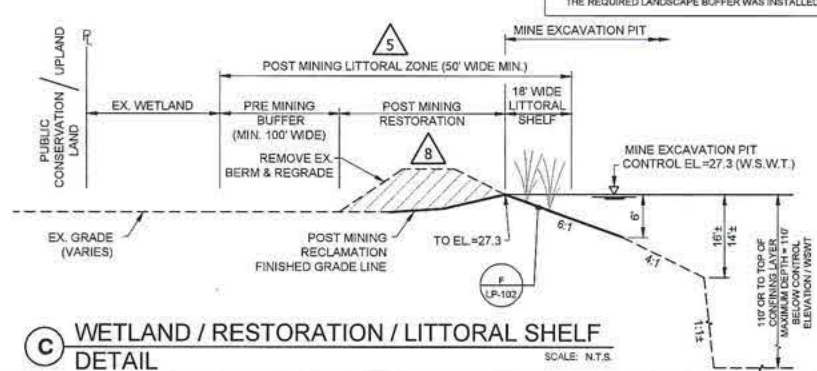 THE REQUIRED LANDSCAPE BUFFER WAS INSTALLED
PL
MINE EXCAVATION PIT
5
POST MINING LITTORAL ZONE (50' WIDE MIN.)
PUBLIC
CONSERVATION
LAND
/
UPLAND
EX. WETLAND
PRE MINING
BUFFER
(MIN. 100' WIDE)
POST MINING
RESTORATION
18' WIDE
LITTORAL
SHELF
8
REMOVE EX.
BERM & REGRADE
MINE EXCAVATION PIT
CONTROL EL.=27.3 (W.S.W.T.)
EX. GRADE
(VARIES)
POST MINING
RECLAMATION
FINISHED GRADE LINE
TO EL.=27.3
6:1
6'
4:1
16'±
14'±
1:1±
110' OR TO TOP OF
CONFINING LAYER
MAXIMUM DEPTH = 110'
BELOW CONTROL
ELEVATION / WSWT
F
LP-102
C
WETLAND / RESTORATION / LITTORAL SHELF
DETAIL
SCALE: N.T.S.